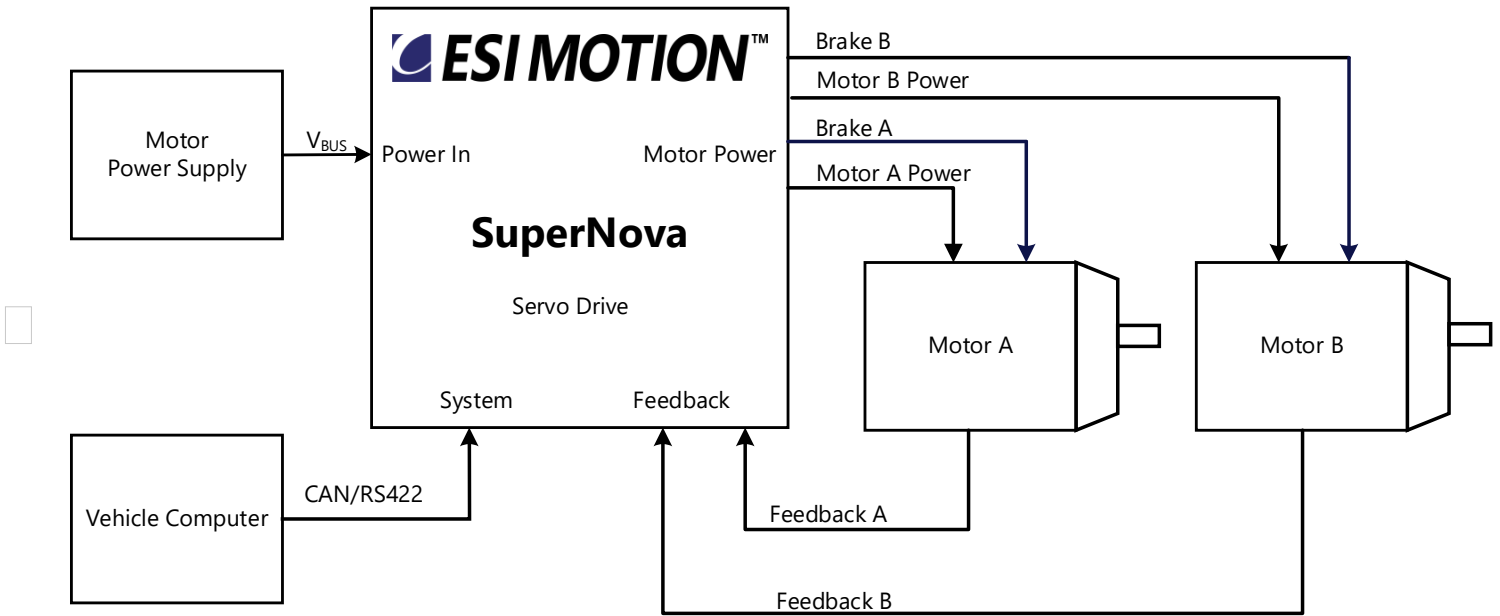 ESI MOTION™
Brake B
Motor B Power
Brake A
Motor A Power
Motor
Power Supply
VBUS
Power In
Motor Power
SuperNova
Servo Drive
Motor A
Motor B
System
Feedback
Vehicle Computer
CAN/RS422
Feedback A
Feedback B